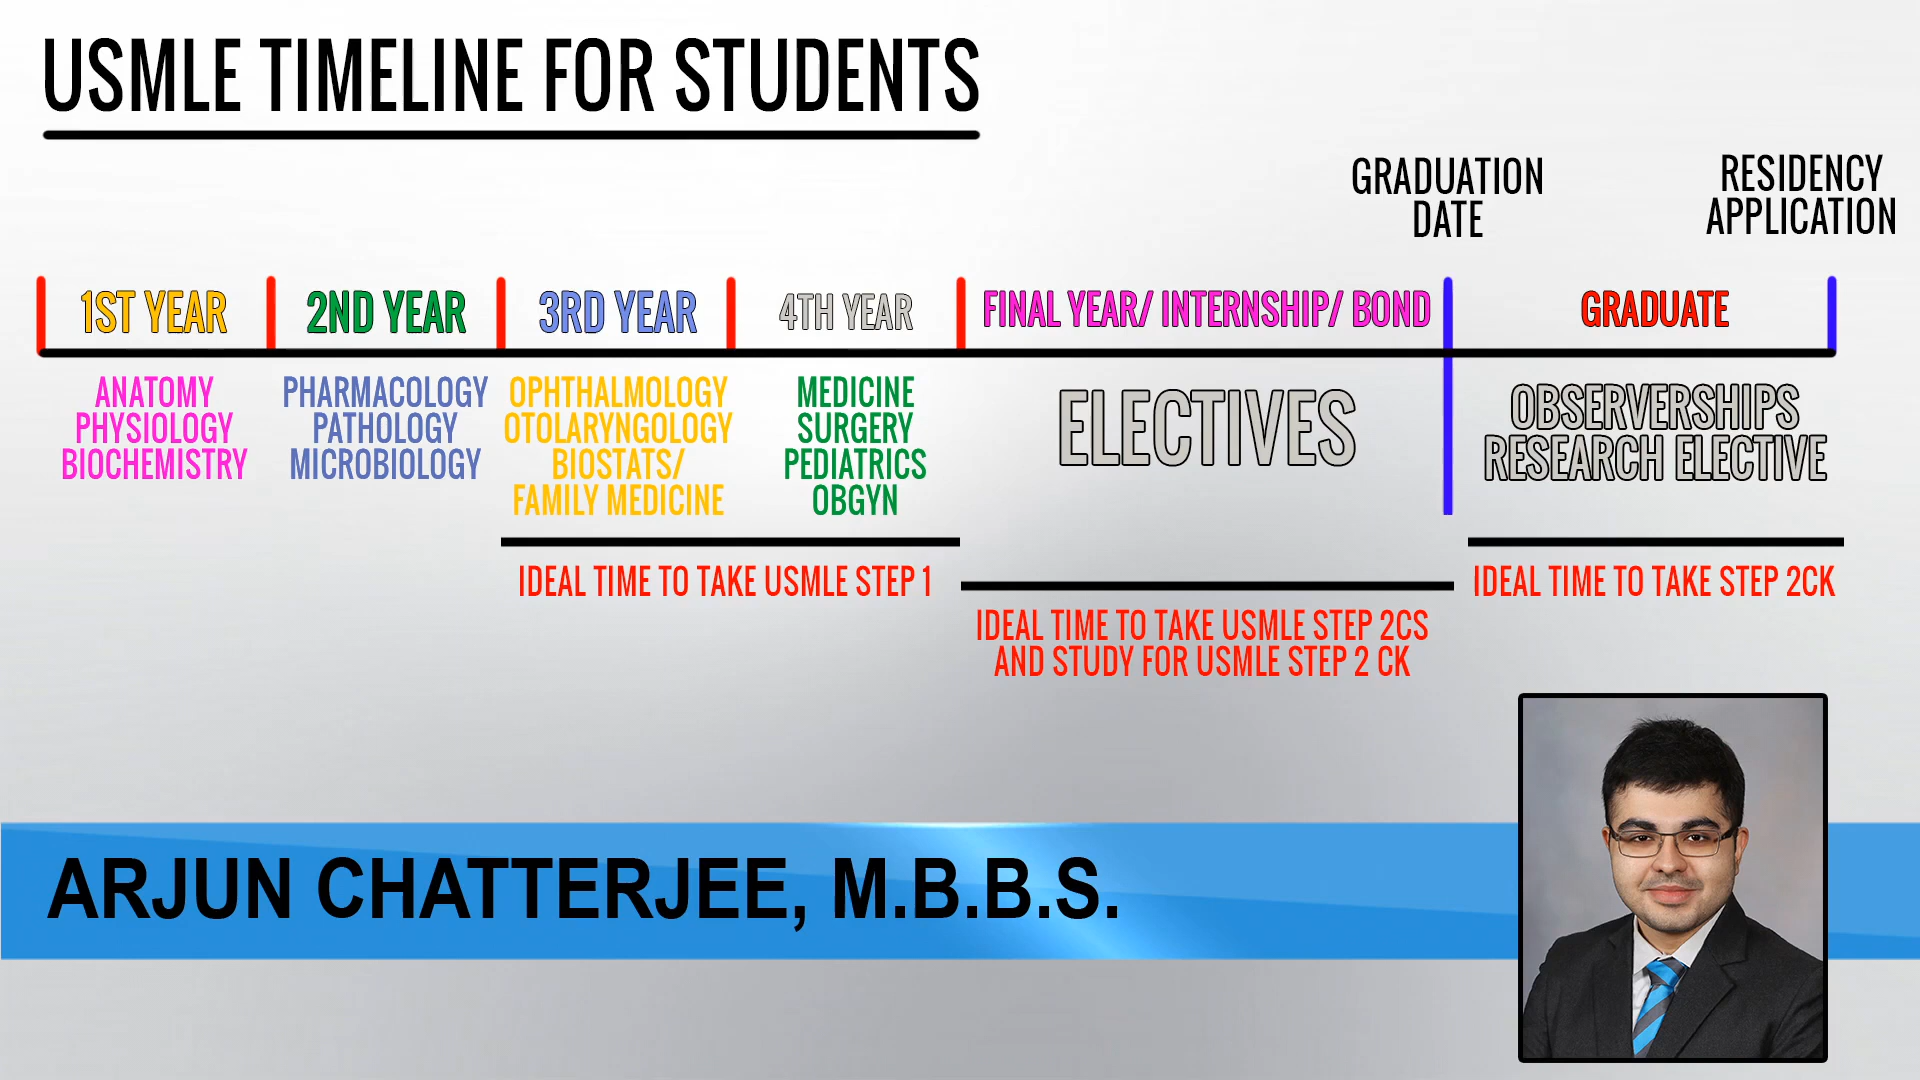 USMLE TIMELINE FOR STUDENTS
GRADUATION
DATE
RESIDENCY
APPLICATION
1ST YEAR
2ND YEAR
3RD YEAR
4TH YEAR
FINAL YEAR/ INTERNSHIP/ BOND
GRADUATE
ANATOMY
PHYSIOLOGY
BIOCHEMISTRY
PHARMACOLOGY
PATHOLOGY
MICROBIOLOGY
OPHTHALMOLOGY
OTOLARYNGOLOGY
BIOSTATS/
FAMILY MEDICINE
MEDICINE
SURGERY
PEDIATRICS
OBGYN
ELECTIVES
OBSERVERSHIPS
RESEARCH ELECTIVE
IDEAL TIME TO TAKE USMLE STEP 1
IDEAL TIME TO TAKE USMLE STEP 2CS
AND STUDY FOR USMLE STEP 2 CK
IDEAL TIME TO TAKE STEP 2CK
ARJUN CHATTERJEE, M.B.B.S.